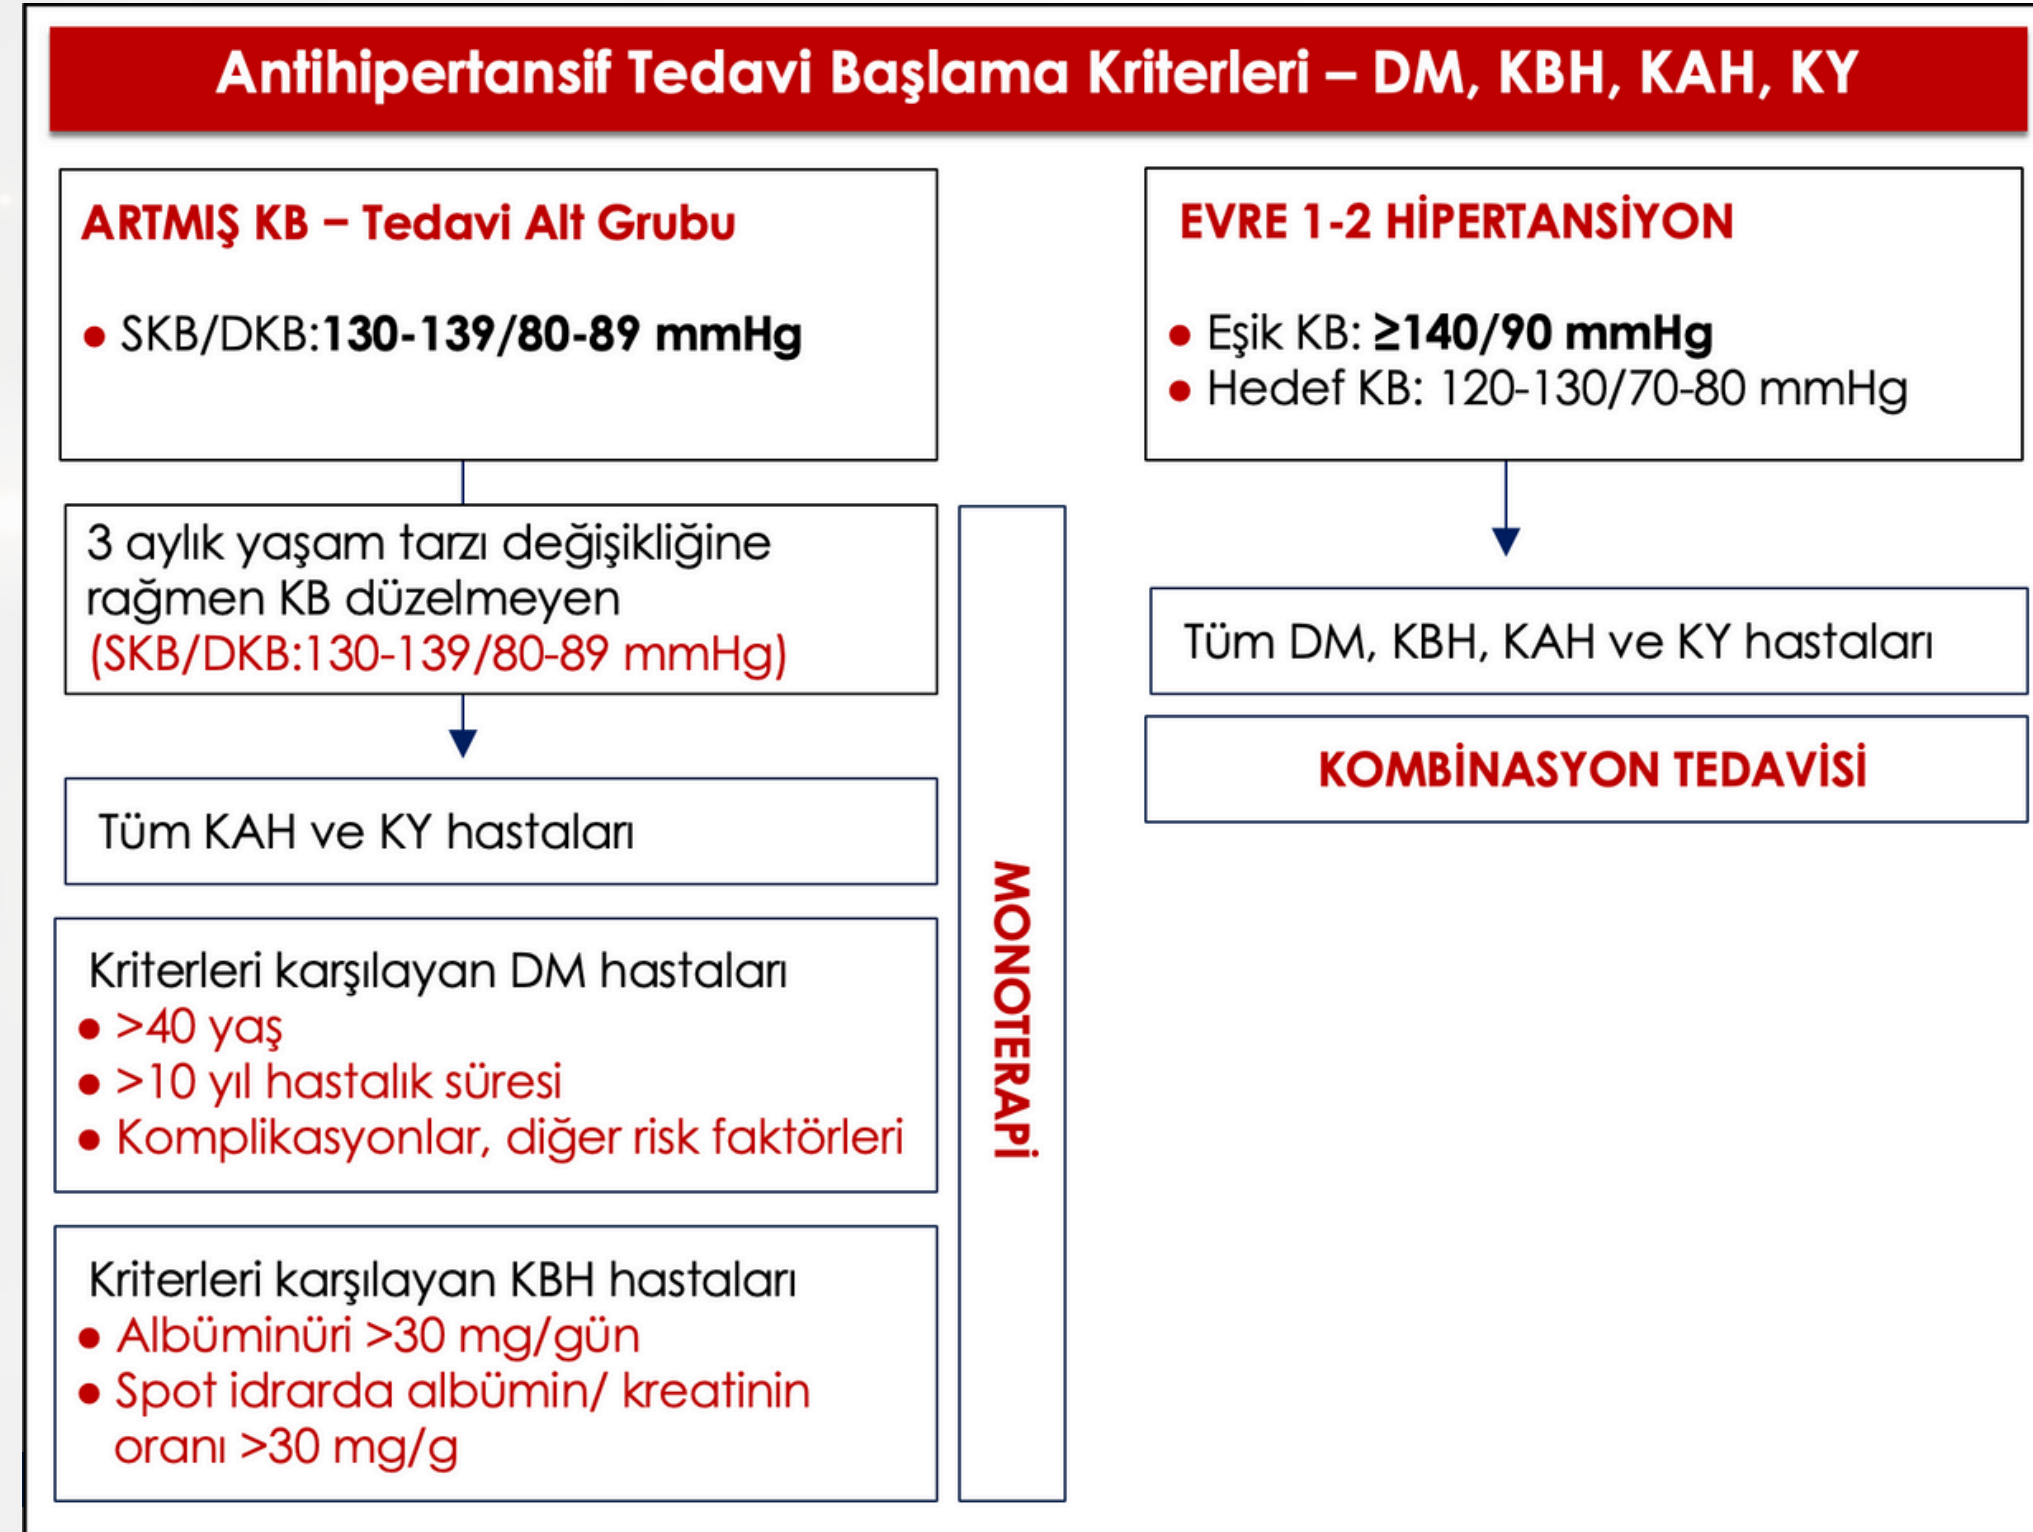 Antihipertansif Tedavi Başlama Kriterleri – DM, KBH, KAH, KY
ARTMIŞ KB – Tedavi Alt Grubu
● SKB/DKB:130-139/80-89 mmHg
3 aylık yaşam tarzı değişikliğine
rağmen KB düzelmeyen
(SKB/DKB:130-139/80-89 mmHg)
Tüm KAH ve KY hastaları
Kriterleri karşılayan DM hastaları
● >40 yaş
● >10 yıl hastalık süresi
● Komplikasyonlar, diğer risk faktörleri
Kriterleri karşılayan KBH hastaları
● Albüminüri >30 mg/gün
● Spot idrarda albümin/ kreatinin
oranı >30 mg/g
MONOTERAPİ
EVRE 1-2 HİPERTANSİYON
● Eşik KB: ≥140/90 mmHg
● Hedef KB: 120-130/70-80 mmHg
Tüm DM, KBH, KAH ve KY hastaları
KOMBİNASYON TEDAVİSİ